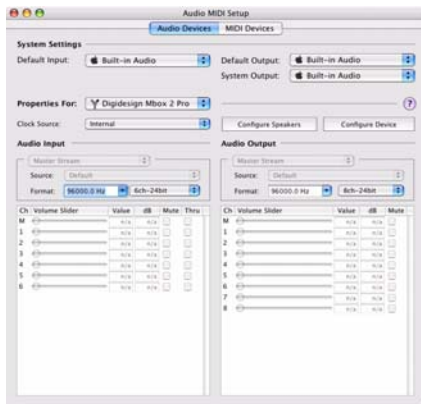 Audio MIDI Setup
Audio Devices MIDI Devices
System Settings
Default Input: Built-in Audio Default Output: Built-in Audio
System Output: Built-in Audio
Properties For: Digidesign Mbox 2 Pro ?
Clock Source: Internal Configure Speakers Configure Device
Audio Input Audio Output
Master Stream Master Stream
Source: Default Source: Default
Format: 96000.0 Hz 6ch-24bit Format: 96000.0 Hz 8ch-24bit
Ch Volume Slider Value dB Mute Thru Ch Volume Slider Value dB Mute
M n/a n/a M n/a n/a
1 n/a n/a 1 n/a n/a
2 n/a n/a 2 n/a n/a
3 n/a n/a 3 n/a n/a
4 n/a n/a 4 n/a n/a
5 n/a n/a 5 n/a n/a
6 n/a n/a 6 n/a n/a
7 n/a n/a
8 n/a n/a